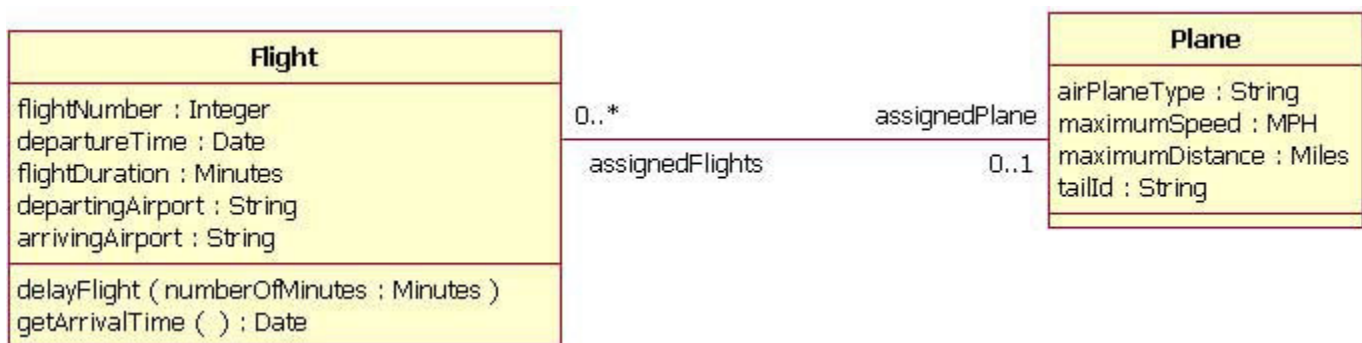 Flight
flightNumber : Integer
departureTime : Date
flightDuration : Minutes
departingAirport : String
arrivingAirport : String
delayFlight ( numberOfMinutes : Minutes )
getArrivalTime ( ) : Date
0..*
assignedFlights
assignedPlane
0..1
Plane
airPlaneType : String
maximumSpeed : MPH
maximumDistance : Miles
tailId : String